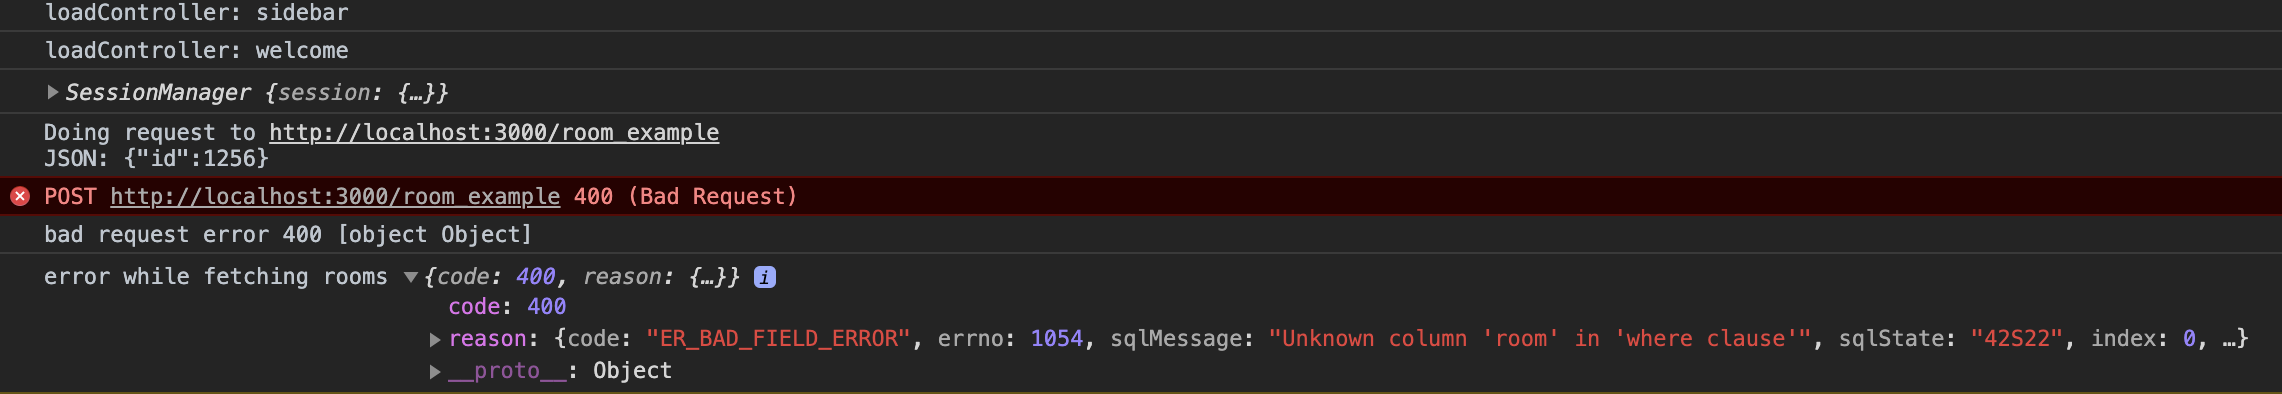 loadController: sidebar
loadController: welcome
SessionManager {session: {…}}
Doing request to http://localhost:3000/room_example
JSON: {"id":1256}
POST http://localhost:3000/room_example 400 (Bad Request)
bad request error 400 [object Object]
error while fetching rooms {code: 400, reason: {…}} i
code: 400
reason: {code: "ER_BAD_FIELD_ERROR", errno: 1054, sqlMessage: "Unknown column 'room' in 'where clause'", sqlState: "42S22", index: 0, …}
__proto__: Object